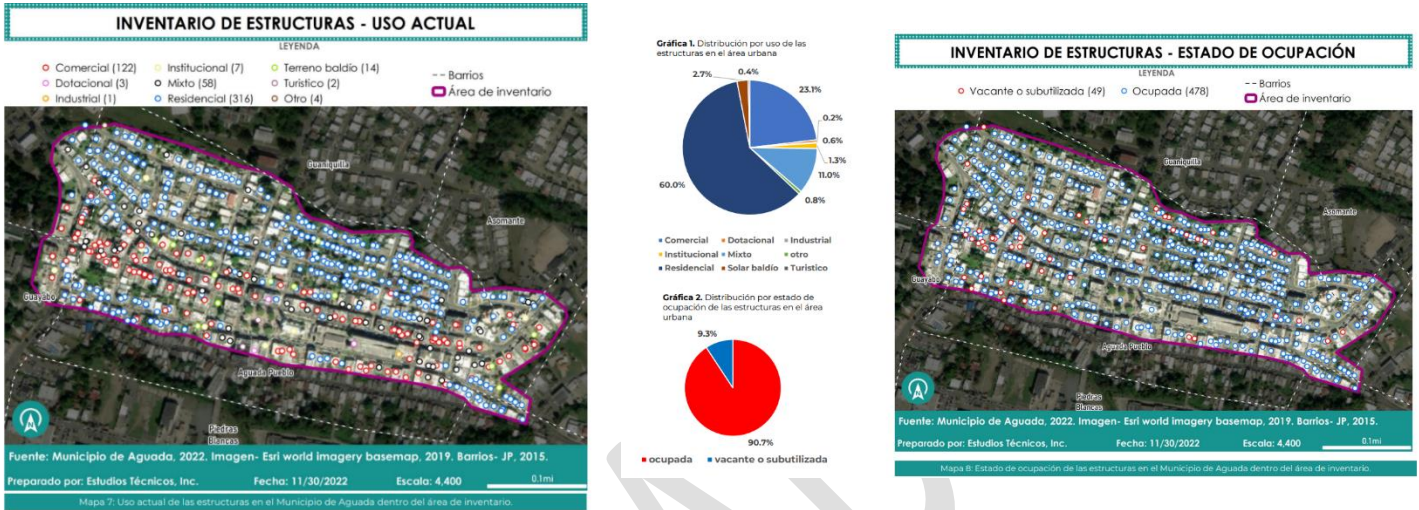 INVENTARIO DE ESTRUCTURAS - USO ACTUAL
LEYENDA
Comercial (122)
Institucional (7)
Terreno baldío (14)
Dotacional (3)
Mixto (58)
Turístico (2)
Industrial (1)
Residencial (316)
Otro (4)
Barrios
Área de inventario
Guaniquilla
Asomante
Guayabo
Aguada Pueblo
Piedras
Blancas
Fuente: Municipio de Aguada, 2022. Imagen- Esri world imagery basemap, 2019. Barrios- JP, 2015.
Preparado por: Estudios Técnicos, Inc. Fecha: 11/30/2022 Escala: 4,400 0.1mi
Mapa 7: Uso actual de las estructuras en el Municipio de Aguada dentro del área de inventario.
Gráfica 1. Distribución por uso de las
estructuras en el área urbana
2.7%
0.4%
23.1%
0.2%
0.6%
1.3%
11.0%
0.8%
60.0%
Comercial Dotacional Industrial
Institucional Mixto otro
Residencial Solar baldío Turistico
Gráfica 2. Distribución por estado de
ocupación de las estructuras en el área
urbana
9.3%
90.7%
ocupada vacante o subutilizada
INVENTARIO DE ESTRUCTURAS - ESTADO DE OCUPACIÓN
LEYENDA
Vacante o subutilizada (49)
Ocupada (478)
Barrios
Área de inventario
Guaniquilla
Asomante
Guayabo
Aguada Pueblo
Piedras
Blancas
Fuente: Municipio de Aguada, 2022. Imagen- Esri world imagery basemap, 2019. Barrios- JP, 2015.
Preparado por: Estudios Técnicos, Inc. Fecha: 11/30/2022 Escala: 4,400 0.1mi
Mapa 8: Estado de ocupación de las estructuras en el Municipio de Aguada dentro del área de inventario.